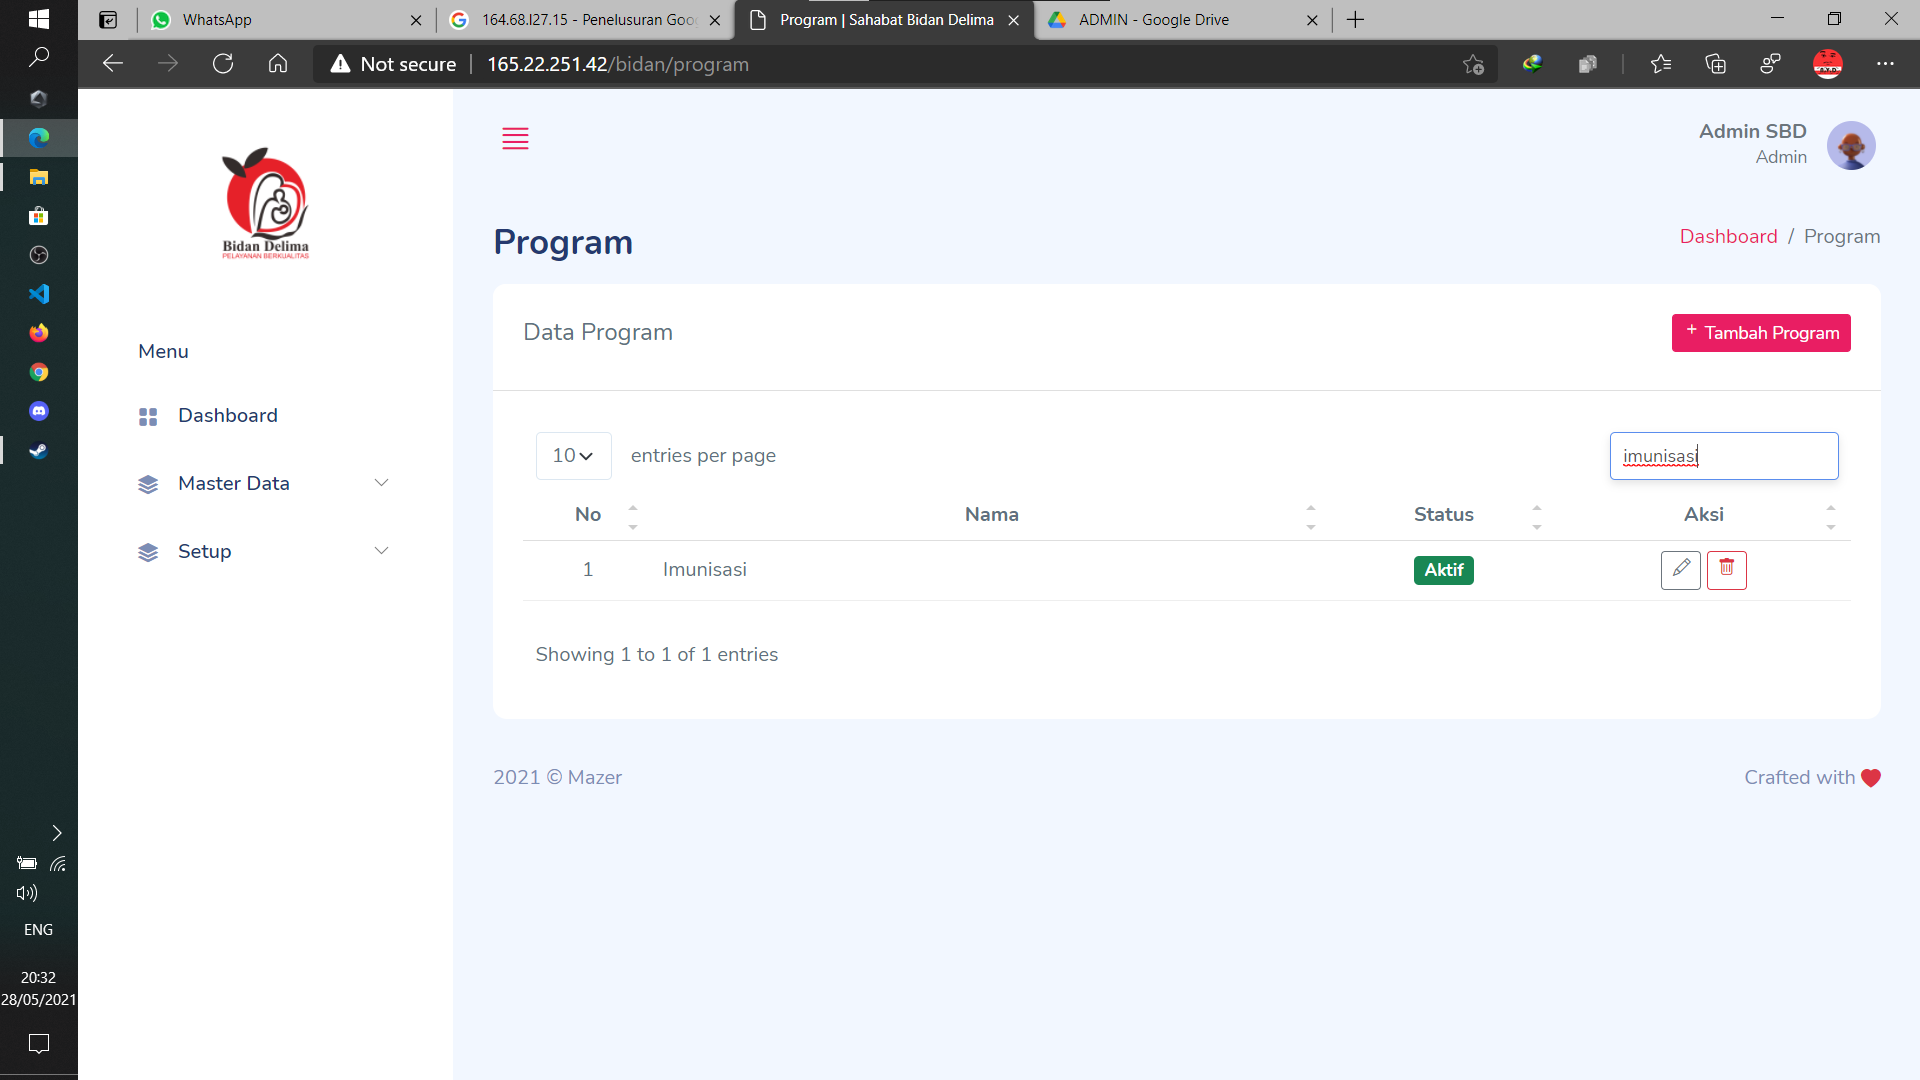 WhatsApp
164.68.l27.15 - Penelusuran Goo
Program | Sahabat Bidan Delima
ADMIN - Google Drive
Not secure
165.22.251.42/bidan/program
Bidan Delima
PELAYANAN BERKUALITAS
Admin SBD
Admin
Program
Dashboard / Program
Menu
Dashboard
Master Data
Setup
Data Program
+ Tambah Program
10
entries per page
imunisasi
No Nama Status Aksi
1 Imunisasi Aktif
Showing 1 to 1 of 1 entries
2021 © Mazer
Crafted with
ENG
20:32
28/05/2021